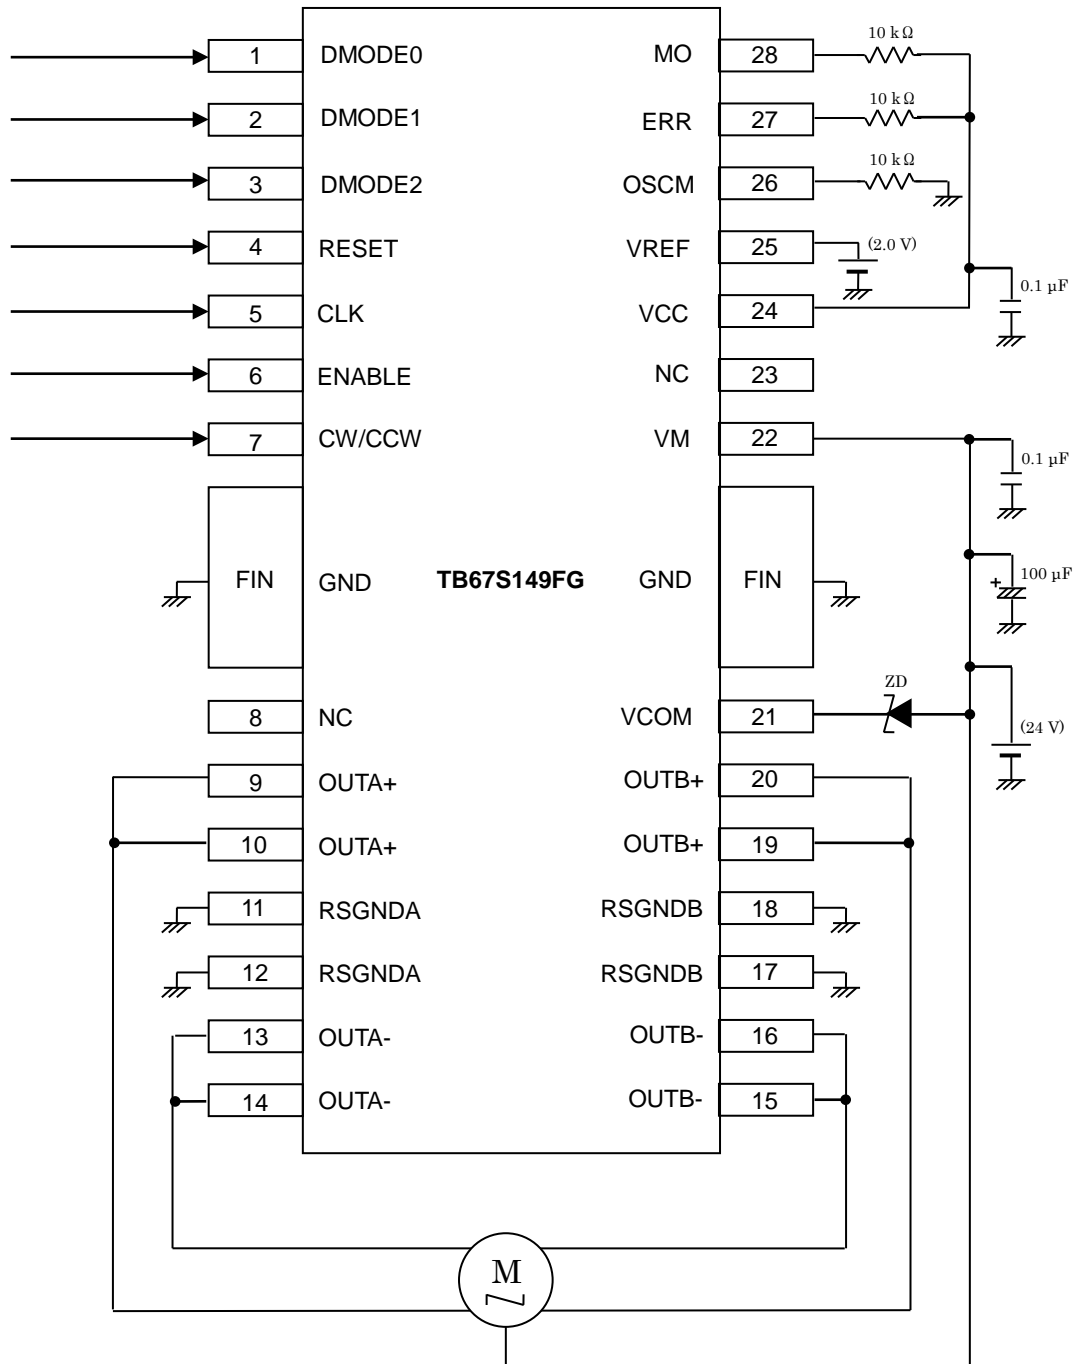 1 DMODE0 MO 28 10 kΩ
2 DMODE1 ERR 27 10 kΩ
3 DMODE2 OSCM 26 10 kΩ
4 RESET VREF 25 (2.0 V)
5 CLK VCC 24 0.1 µF
6 ENABLE NC 23
7 CW/CCW VM 22 0.1 µF
FIN GND TB67S149FG GND FIN + 100 µF
8 NC VCOM 21 ZD (24 V)
9 OUTA+ OUTB+ 20
10 OUTA+ OUTB+ 19
11 RSGNDA RSGNDB 18
12 RSGNDA RSGNDB 17
13 OUTA- OUTB- 16
14 OUTA- OUTB- 15
M